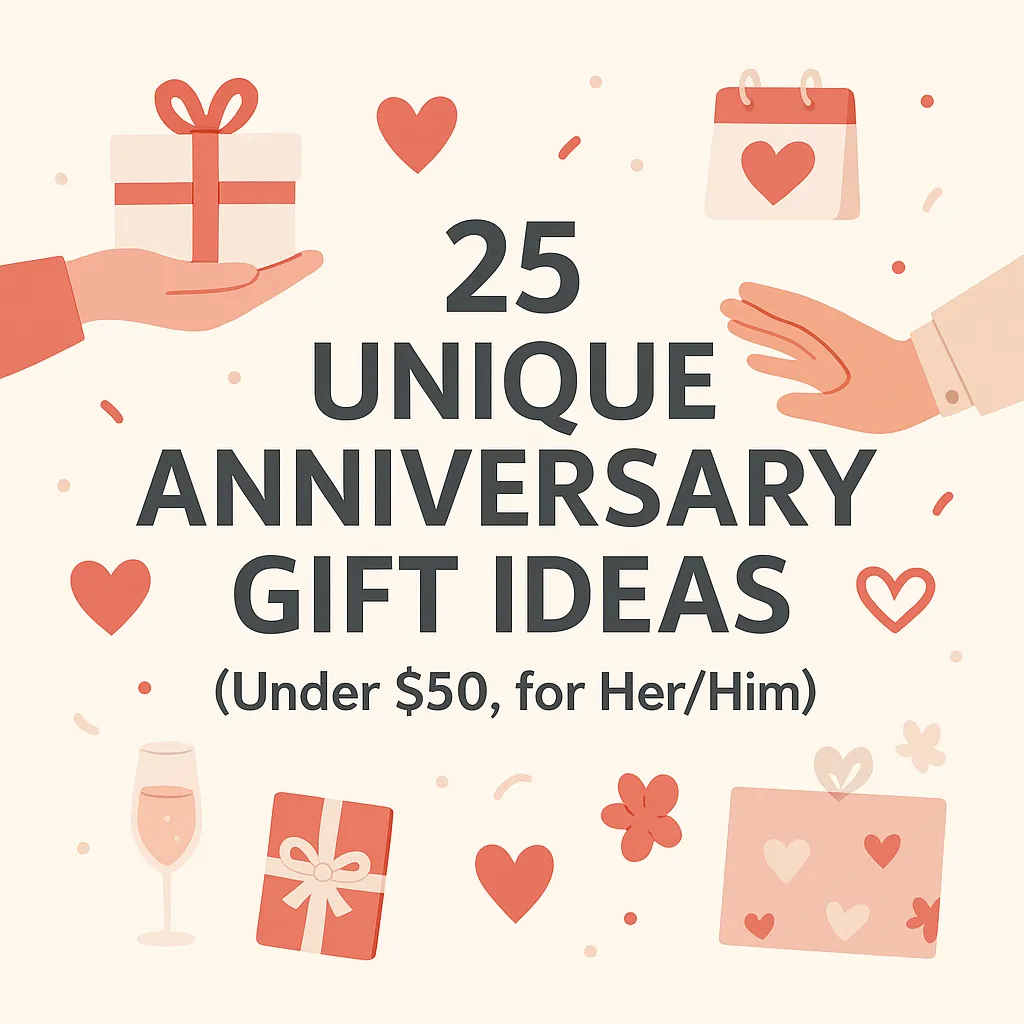 25
UNIQUE
ANNIVERSARY
GIFT IDEAS
(Under $50, for Her/Him)